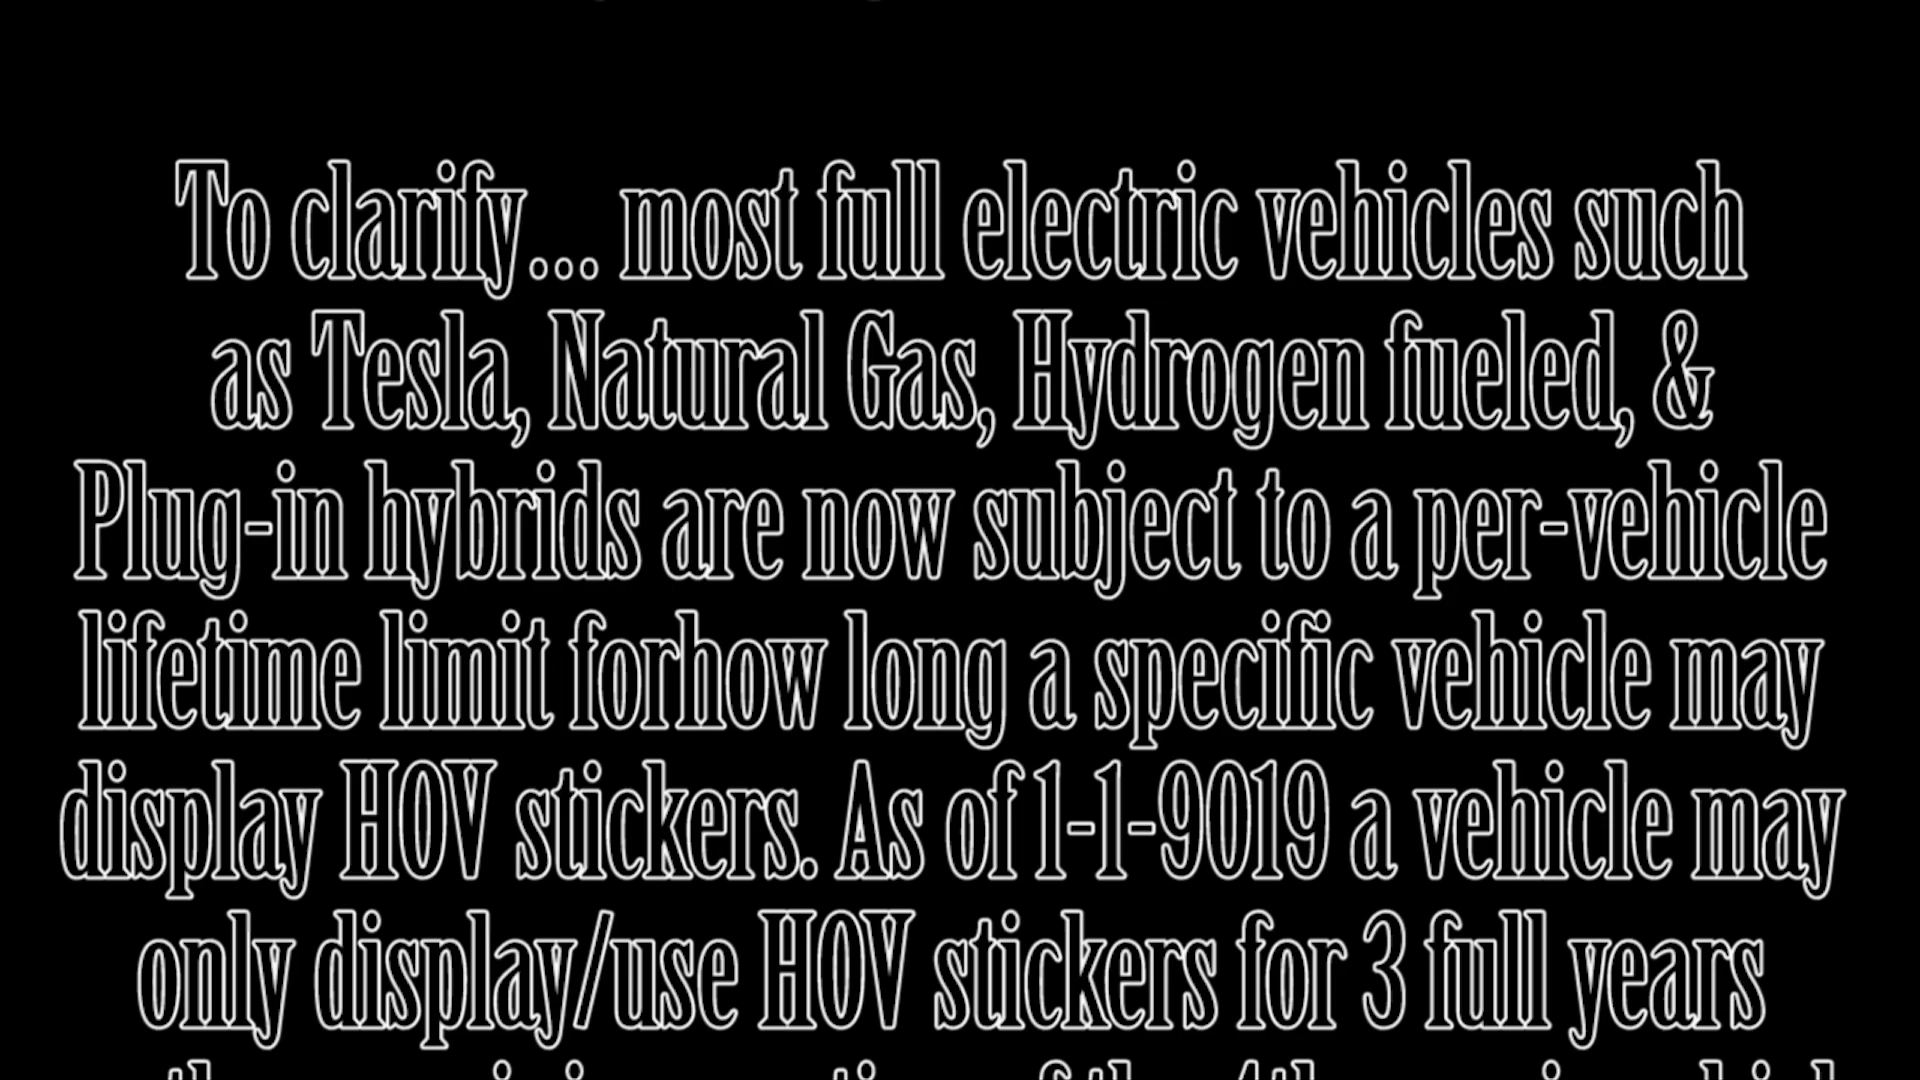 To clarify... most full electric vehicles such
as Tesla, Natural Gas, Hydrogen fueled, &
Plug-in hybrids are now subject to a per-vehicle
lifetime limit forhow long a specific vehicle may
display HOV stickers. As of 1-1-9019 a vehicle may
only display/use HOV stickers for 3 full years